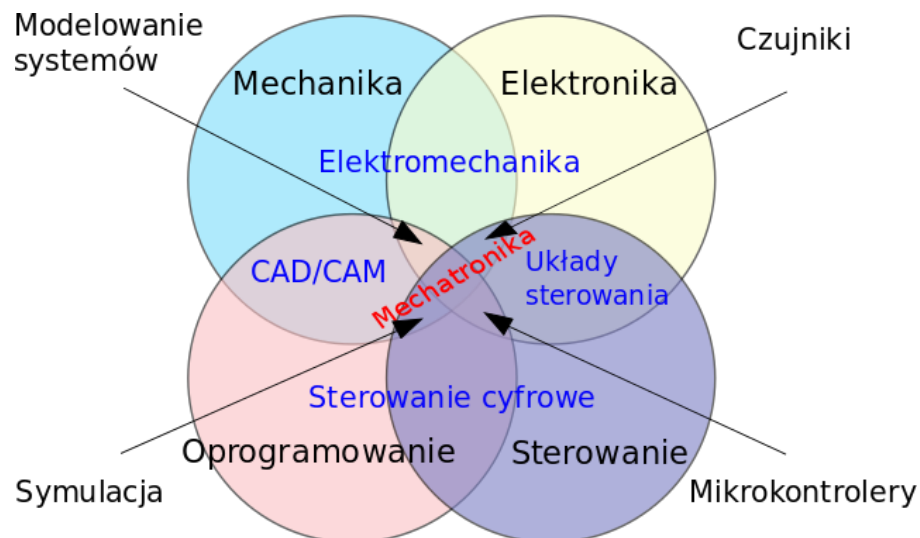 Modelowanie
systemów
Czujniki
Mechanika
Elektronika
Elektromechanika
CAD/CAM
Mechatronika
Układy
sterowania
Sterowanie cyfrowe
Oprogramowanie
Sterowanie
Symulacja
Mikrokontrolery